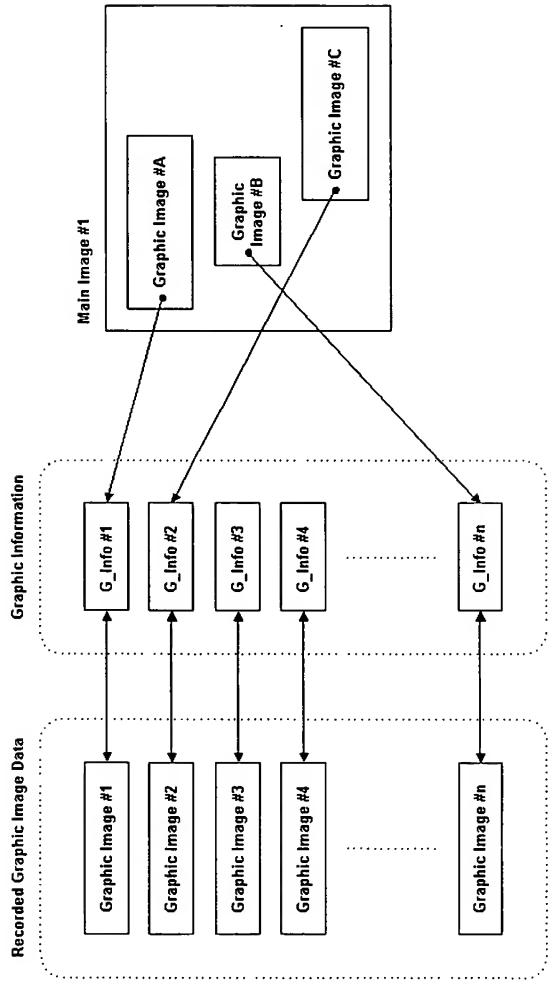 Recorded Graphic Image Data
Graphic Image #1
Graphic Image #2
Graphic Image #3
Graphic Image #4
Graphic Image #n
Graphic Information
G_Info #1
G_Info #2
G_Info #3
G_Info #4
G_Info #n
Main Image #1
Graphic Image #A
Graphic
Image #B
Graphic Image #C